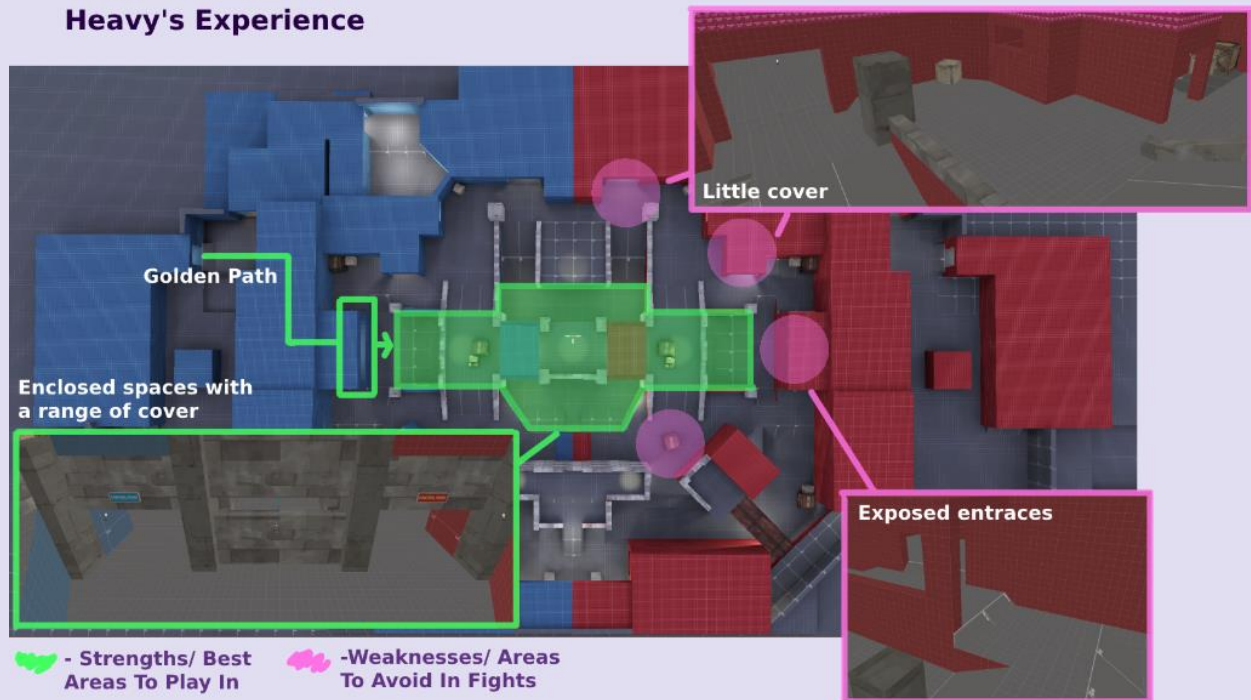 Heavy's Experience
Little cover
Golden Path
Enclosed spaces with
a range of cover
Exposed entraces
- Strengths/ Best
Areas To Play In
-Weaknesses/ Areas
To Avoid In Fights